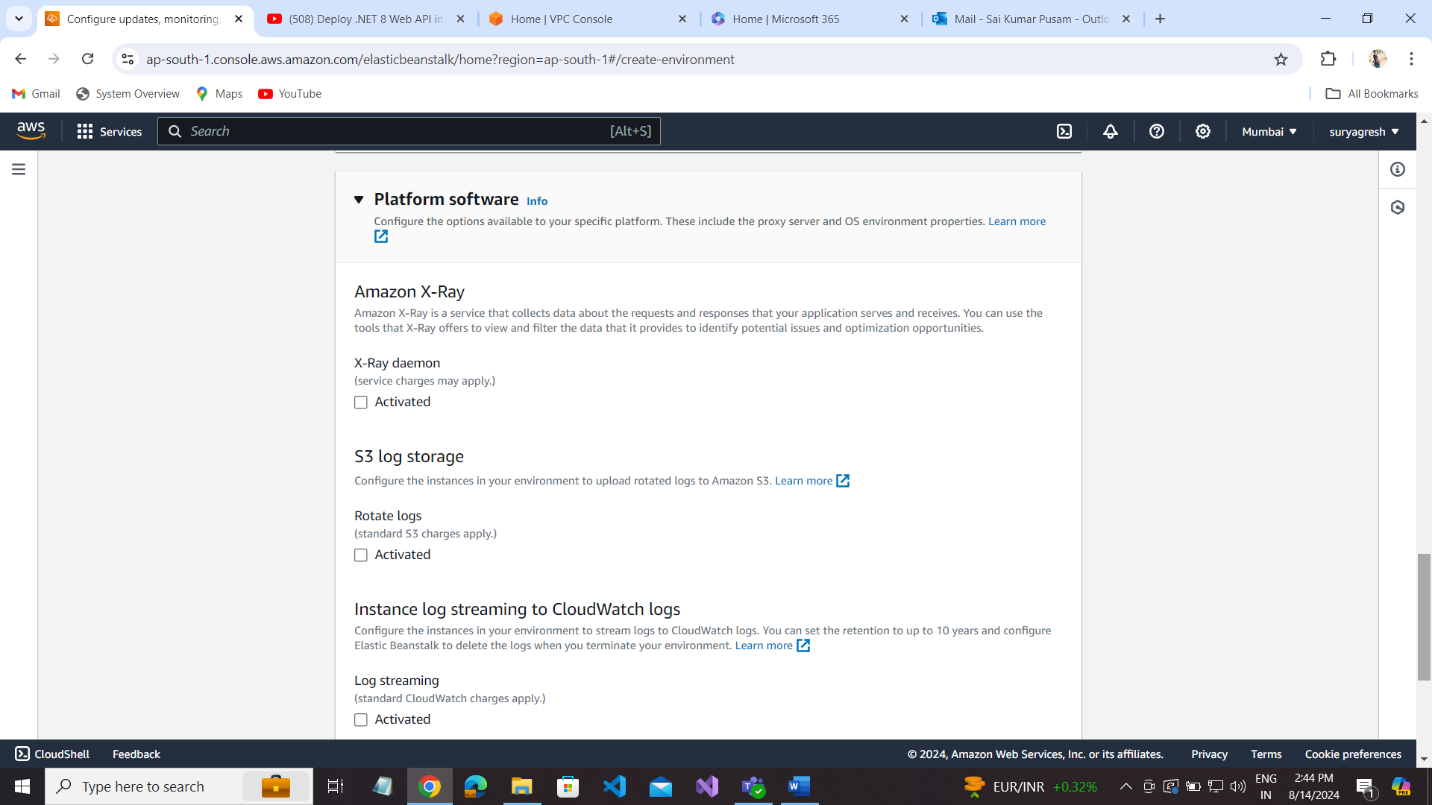 Configure updates, monitoring,
(508) Deploy .NET 8 Web API in
Home | VPC Console
Home | Microsoft 365
Mail - Sai Kumar Pusam - Outlo
ap-south-1.console.aws.amazon.com/elasticbeanstalk/home?region=ap-south-1#/create-environment
Gmail
System Overview
Maps
YouTube
All Bookmarks
aws
Services
Search
[Alt+S]
Mumbai
suryagresh
Platform software Info
Configure the options available to your specific platform. These include the proxy server and OS environment properties. Learn more
Amazon X-Ray
Amazon X-Ray is a service that collects data about the requests and responses that your application serves and receives. You can use the
tools that X-Ray offers to view and filter the data that it provides to identify potential issues and optimization opportunities.
X-Ray daemon
(service charges may apply.)
Activated
S3 log storage
Configure the instances in your environment to upload rotated logs to Amazon S3. Learn more
Rotate logs
(standard S3 charges apply.)
Activated
Instance log streaming to CloudWatch logs
Configure the instances in your environment to stream logs to CloudWatch logs. You can set the retention to up to 10 years and configure
Elastic Beanstalk to delete the logs when you terminate your environment. Learn more
Log streaming
(standard CloudWatch charges apply.)
Activated
CloudShell
Feedback
© 2024, Amazon Web Services, Inc. or its affiliates.
Privacy
Terms
Cookie preferences
Type here to search
EUR/INR +0.32%
ENG
IN
2:44 PM
8/14/2024
1